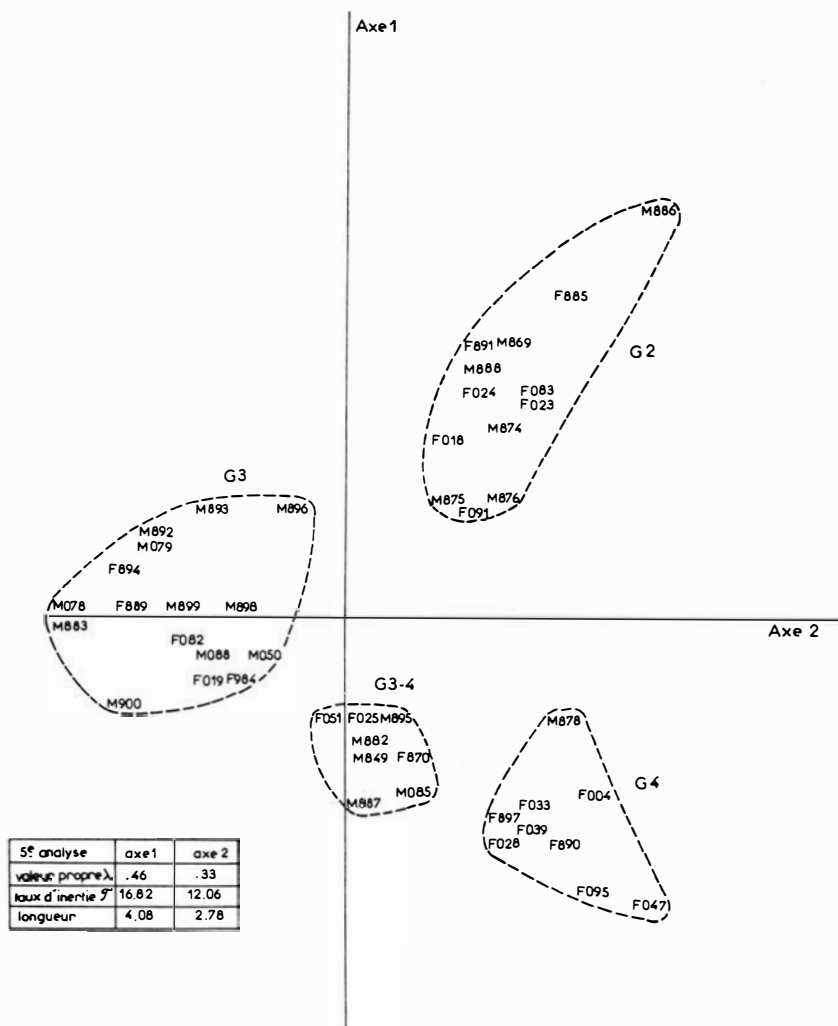 Axe1
M886
F885
F891 M869
G2
M888
F024 F083
F023
M874
F018
G3
M875 M876
M893 M896
F091
M892
M079
F894
M078 F889 M899 M898
M883
Axe 2
F082
M088 M050
F019 F984
G3-4
M900
F051 F025 M895 M878
M882
M849 F870
G4
M085 F004
M887 F033
F897
F039
F028 F890
5e analyse axe1 axe 2
valeur propre λ .46 .33
F095
taux d'inertie τ 16.82 12.06
F047
longueur 4.08 2.78